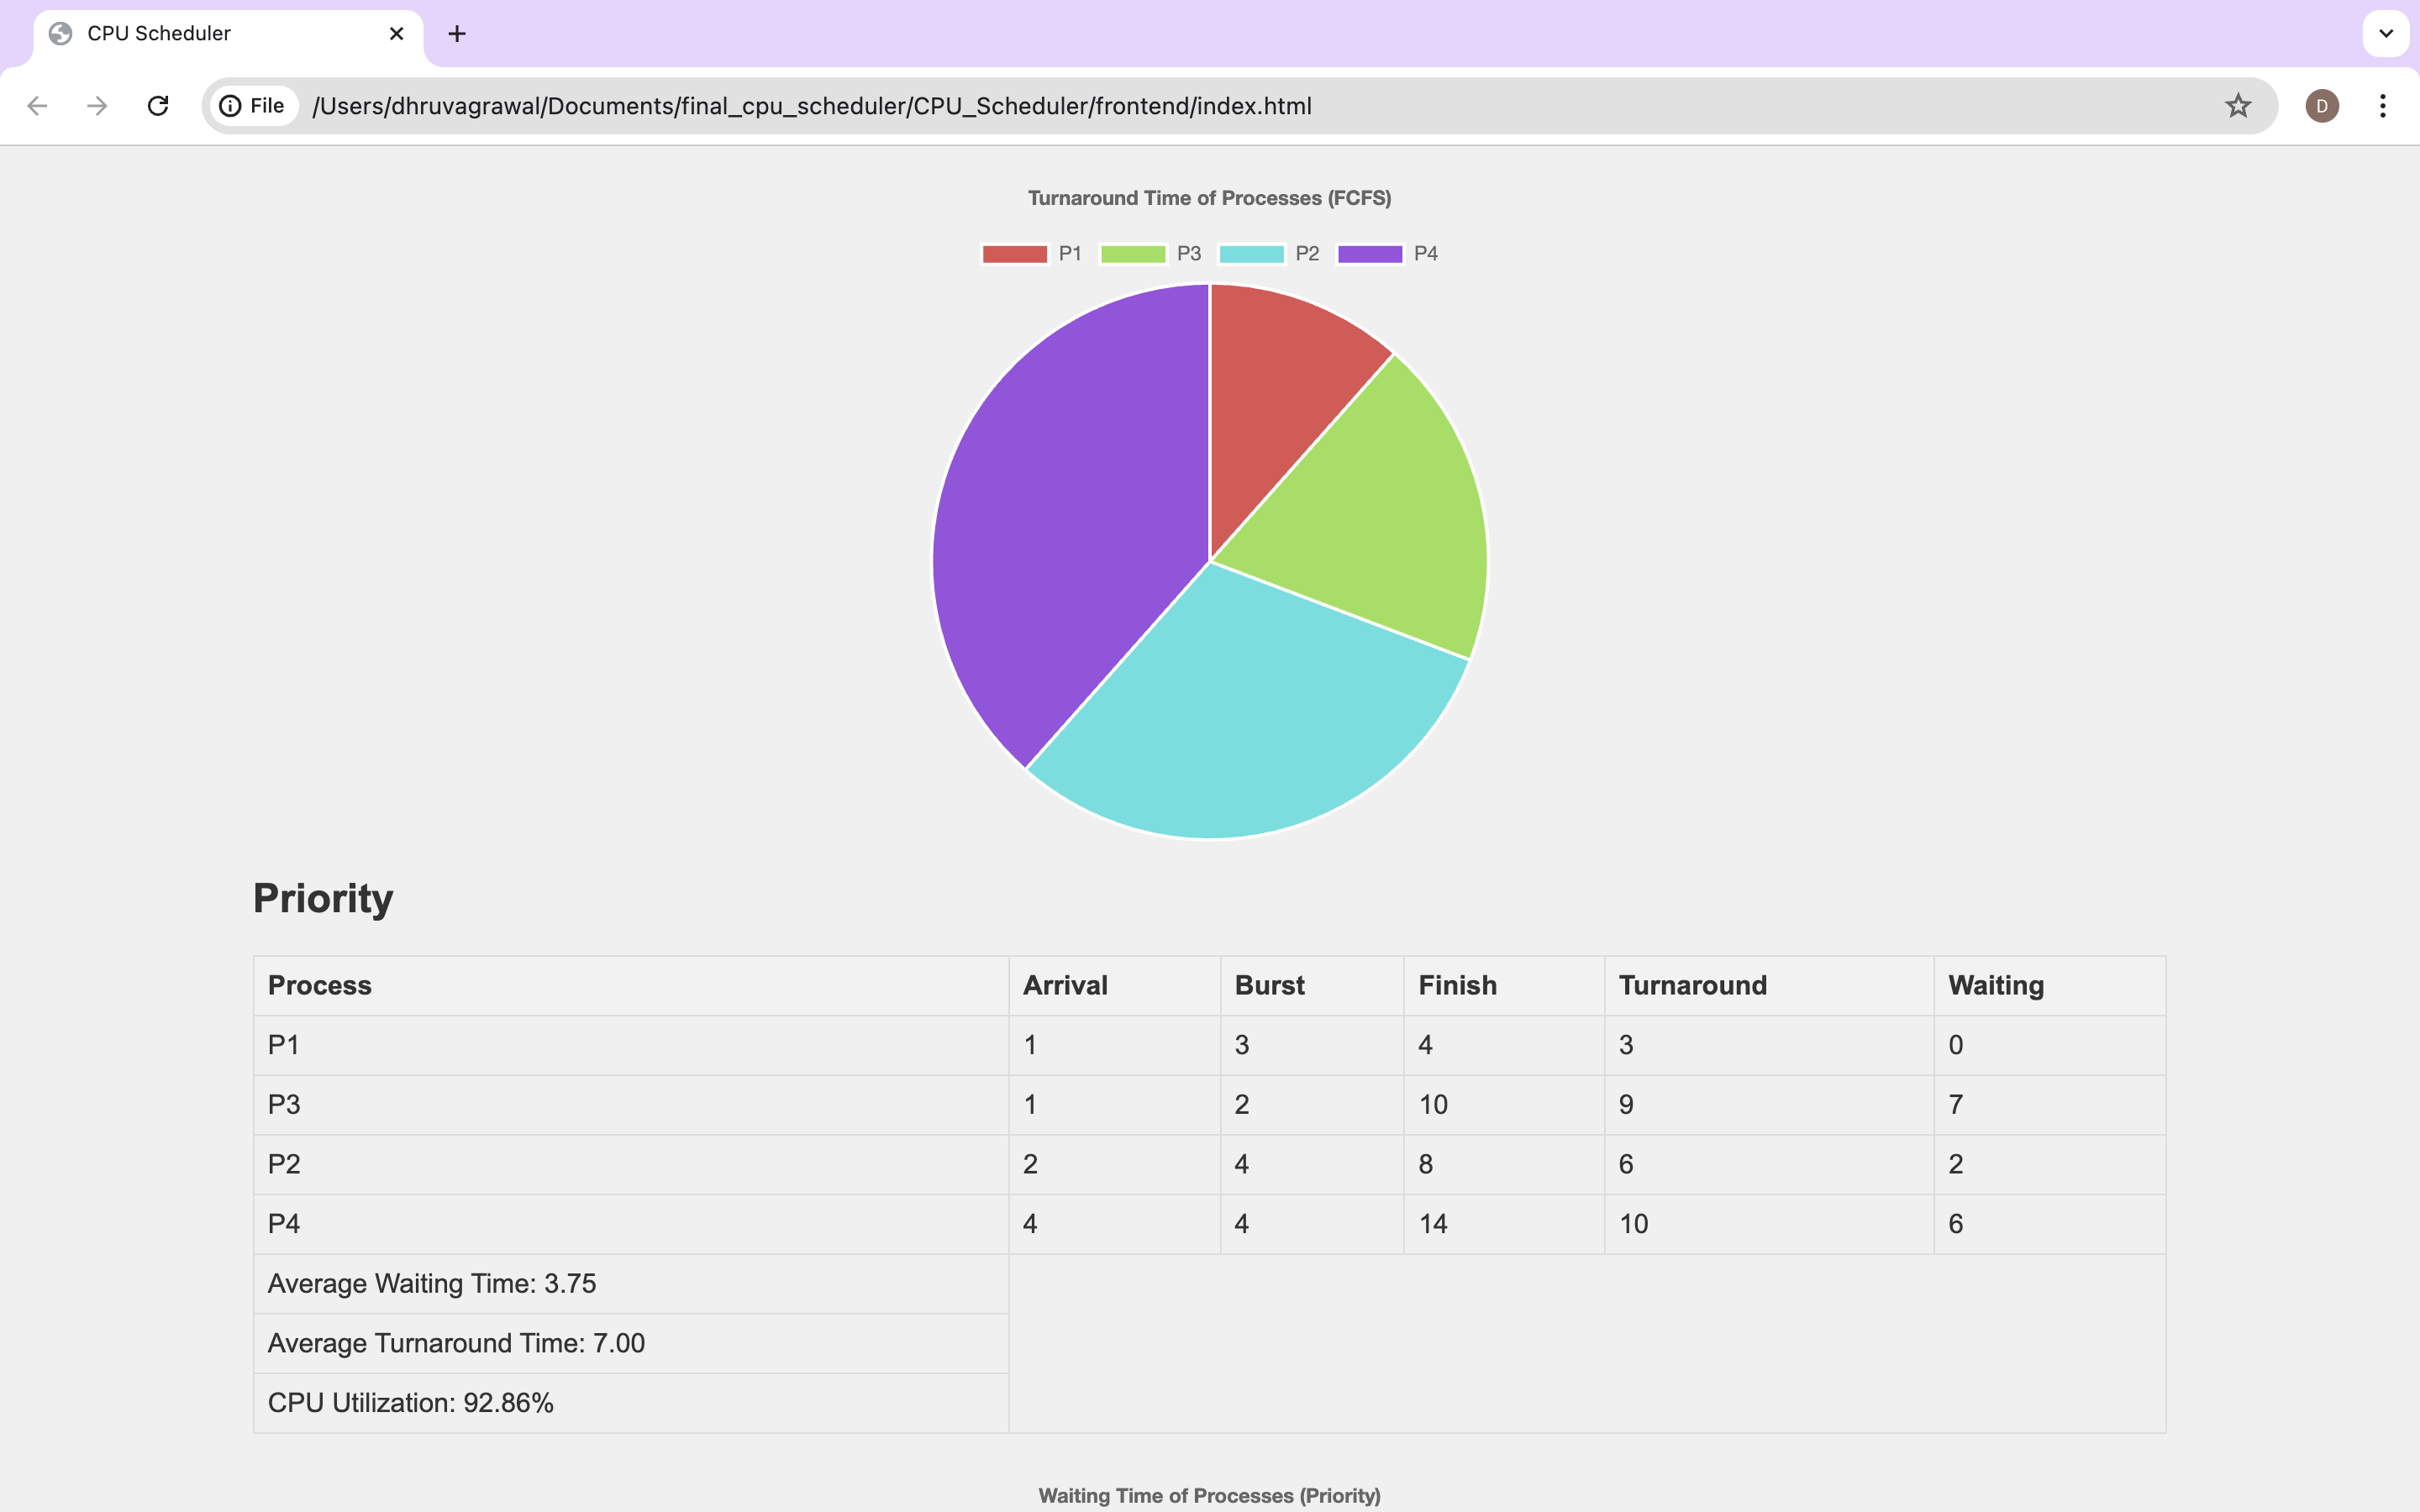 CPU Scheduler
File /Users/dhruvagrawal/Documents/final_cpu_scheduler/CPU_Scheduler/frontend/index.html
D
Turnaround Time of Processes (FCFS)
P1 P3 P2 P4
Priority
Process Arrival Burst Finish Turnaround Waiting
P1 1 3 4 3 0
P3 1 2 10 9 7
P2 2 4 8 6 2
P4 4 4 14 10 6
Average Waiting Time: 3.75
Average Turnaround Time: 7.00
CPU Utilization: 92.86%
Waiting Time of Processes (Priority)